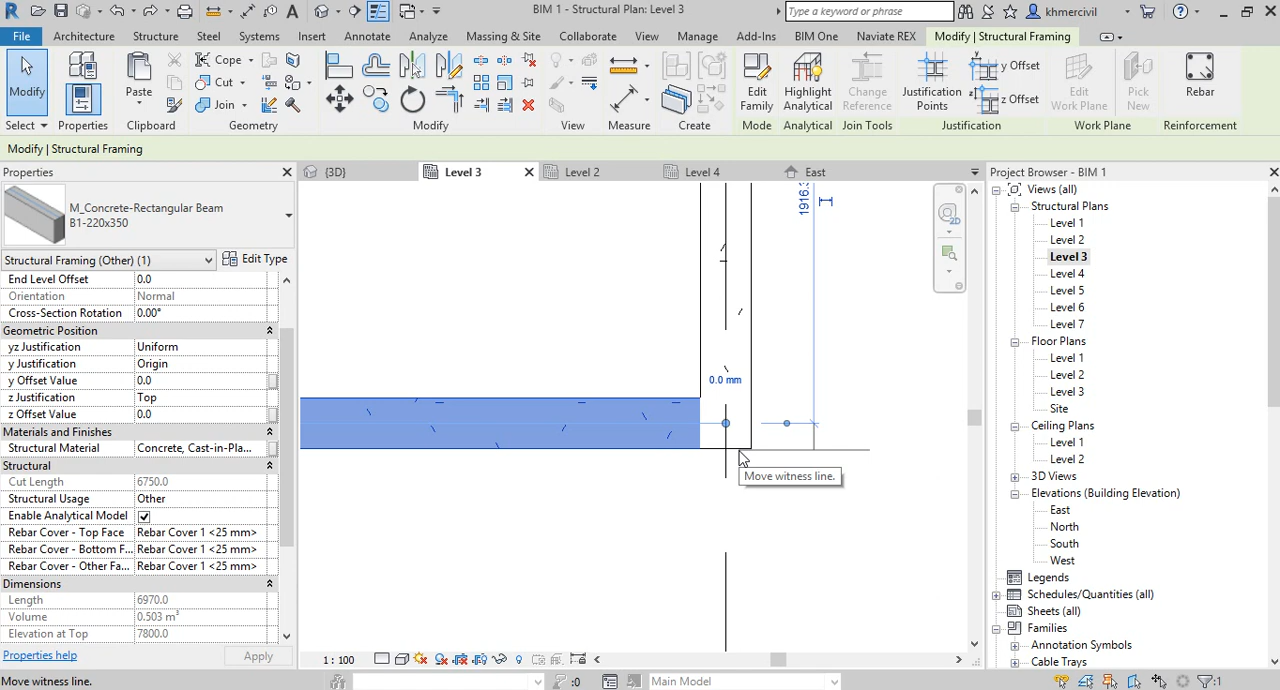 BIM 1 - Structural Plan: Level 3
Type a keyword or phrase
khmercivil
File Architecture Structure Steel Systems Insert Annotate Analyze Massing & Site Collaborate View Manage Add-Ins BIM One Naviate REX Modify | Structural Framing
Modify
Paste
Cope
Cut
Join
Edit Family
Highlight Analytical
Change Reference
Justification Points
y Offset
z Offset
Edit Work Plane
Pick New
Rebar
Select Properties Clipboard Geometry Modify View Measure Create Mode Analytical Join Tools Justification Work Plane Reinforcement
Modify | Structural Framing
Properties
M_Concrete-Rectangular Beam
B1-220x350
Structural Framing (Other) (1)
Edit Type
End Level Offset 0.0
Orientation Normal
Cross-Section Rotation 0.00°
Geometric Position
yz Justification Uniform
y Justification Origin
y Offset Value 0.0
z Justification Top
z Offset Value 0.0
Materials and Finishes
Structural Material Concrete, Cast-in-Pla...
Structural
Cut Length 6750.0
Structural Usage Other
Enable Analytical Model
Rebar Cover - Top Face Rebar Cover 1 <25 mm>
Rebar Cover - Bottom F... Rebar Cover 1 <25 mm>
Rebar Cover - Other Fa... Rebar Cover 1 <25 mm>
Dimensions
Length 6970.0
Volume 0.503 m³
Elevation at Top 7800.0
Properties help
Apply
{3D} Level 3 Level 2 Level 4 East
2D
0.0 mm
Move witness line.
1 : 100
Project Browser - BIM 1
Views (all)
Structural Plans
Level 1
Level 2
Level 3
Level 4
Level 5
Level 6
Level 7
Floor Plans
Level 1
Level 2
Level 3
Site
Ceiling Plans
Level 1
Level 2
3D Views
Elevations (Building Elevation)
East
North
South
West
Legends
Schedules/Quantities (all)
Sheets (all)
Families
Annotation Symbols
Cable Trays
Move witness line.
:0
Main Model
:1